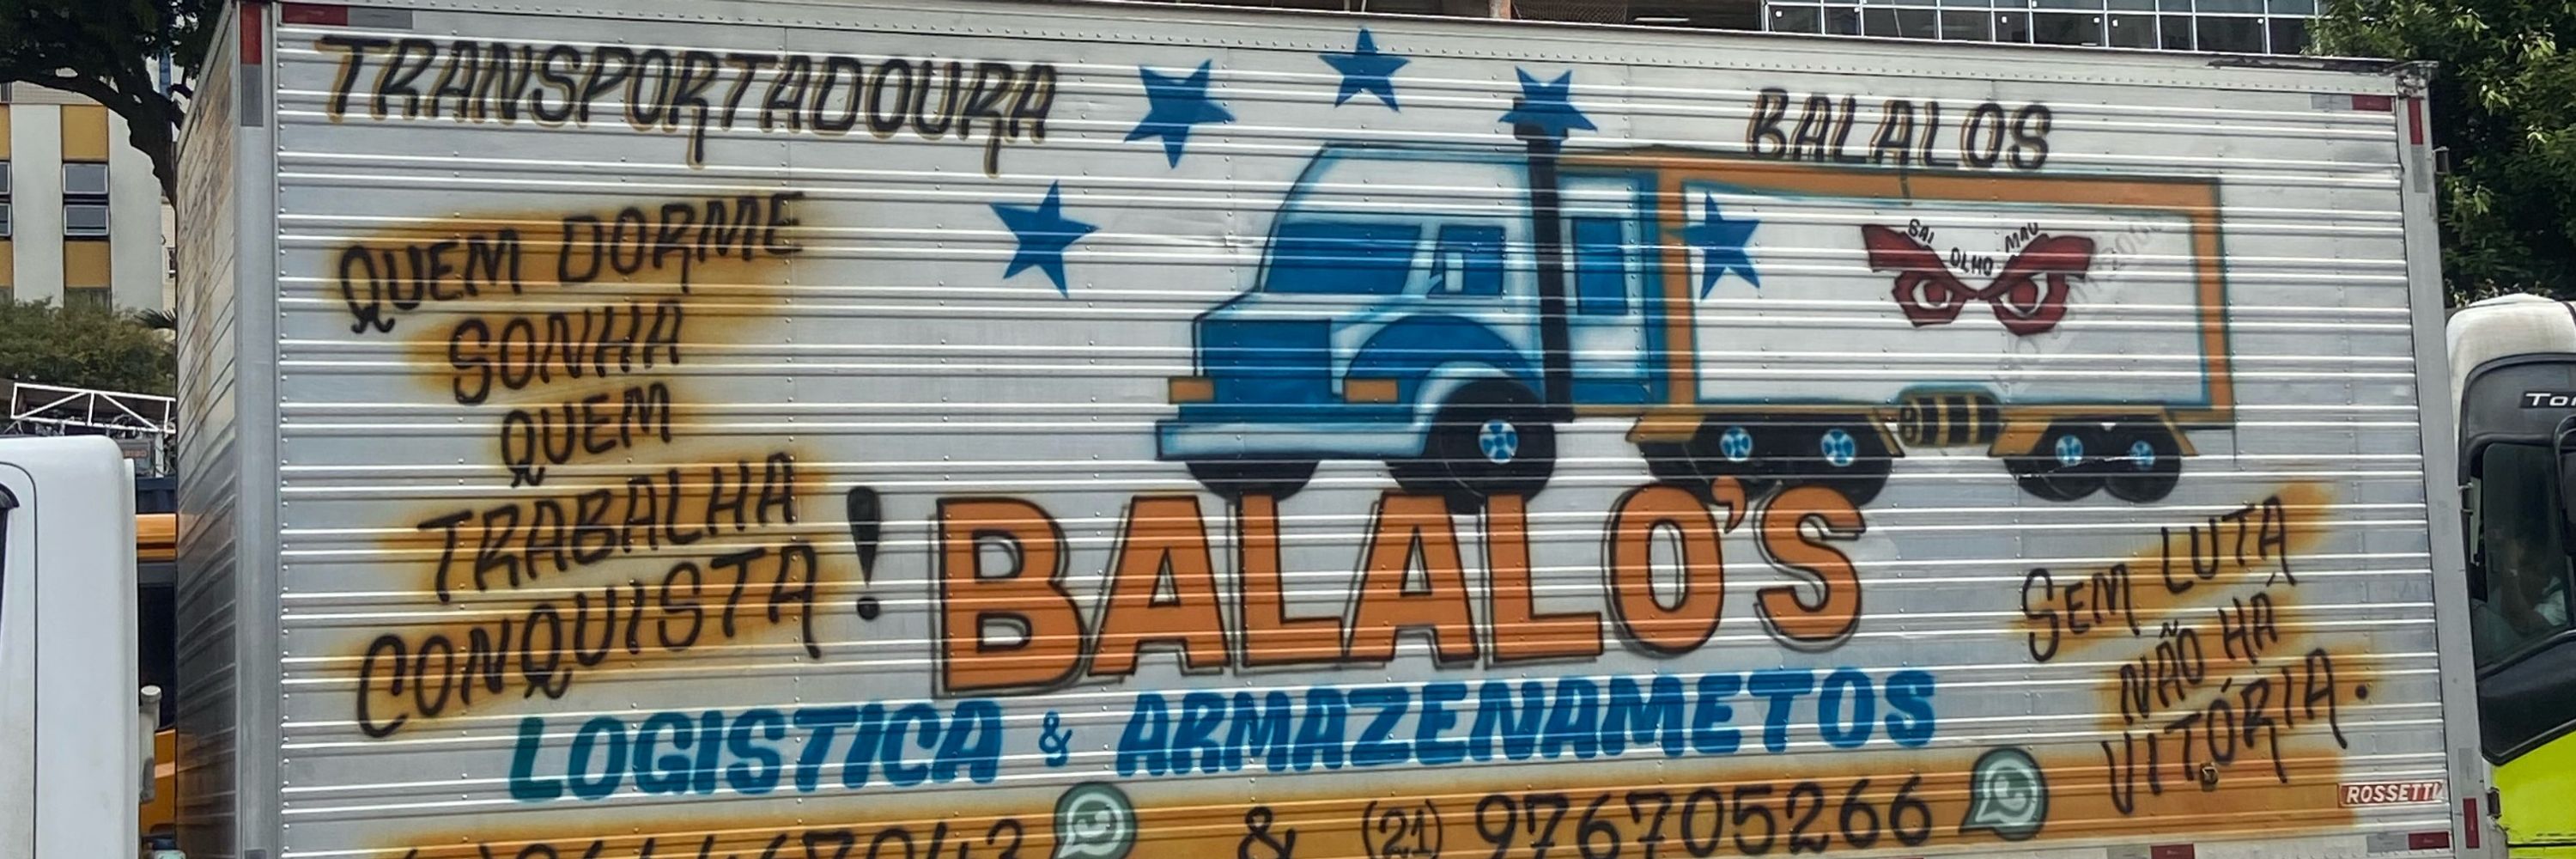 TRANSPORTADOURA
BALALOS
QUEM DORME
SONHA
QUEM
TRABALHA
CONQUISTA!
SAI OLHO MAU
BALALO'S
LOGISTICA & ARMAZENAMETOS
SEM LUTA
NÃO HÁ
VITÓRIA.
& (21) 976705266
ROSSETTI